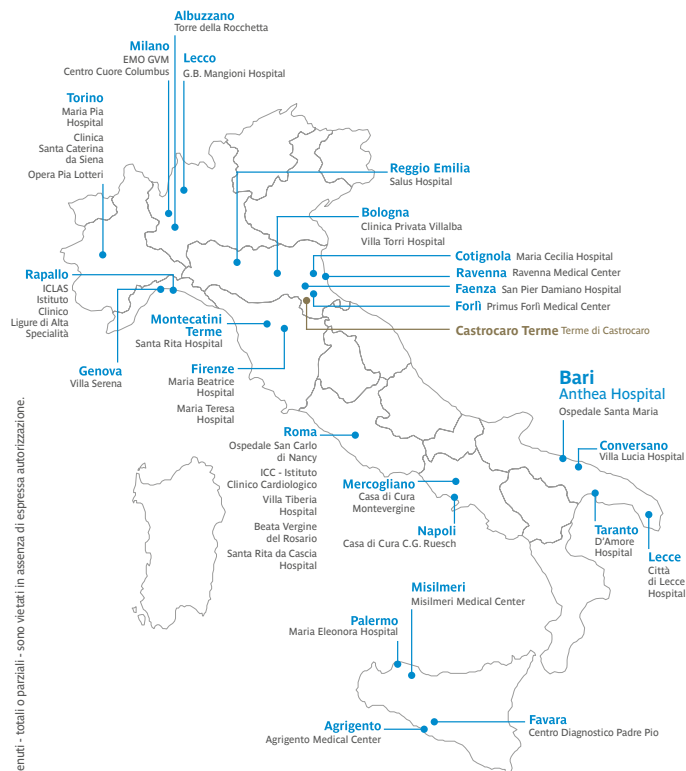 Albuzzano
Torre della Rocchetta
Milano
EMO GVM
Centro Cuore Columbus
Lecco
G.B. Mangioni Hospital
Torino
Maria Pia
Hospital
Clinica
Santa Caterina
da Siena
Opera Pia Lotteri
Reggio Emilia
Salus Hospital
Bologna
Clinica Privata Villalba
Villa Torri Hospital
Cotignola Maria Cecilia Hospital
Ravenna Ravenna Medical Center
Faenza San Pier Damiano Hospital
Forlì Primus Forlì Medical Center
Castrocaro Terme Terme di Castrocaro
Rapallo
ICLAS
Istituto
Clinico
Ligure di Alta
Specialità
Genova
Villa Serena
Montecatini
Terme
Santa Rita Hospital
Firenze
Maria Beatrice
Hospital
Maria Teresa
Hospital
Bari
Anthea Hospital
Ospedale Santa Maria
Conversano
Villa Lucia Hospital
Roma
Ospedale San Carlo
di Nancy
ICC - Istituto
Clinico Cardiologico
Villa Tiberia
Hospital
Beata Vergine
del Rosario
Santa Rita da Cascia
Hospital
Mercogliano
Casa di Cura
Montevergine
Napoli
Casa di Cura C.G. Ruesch
Taranto
D'Amore
Hospital
Lecce
Città
di Lecce
Hospital
Misilmeri
Misilmeri Medical Center
Palermo
Maria Eleonora Hospital
Agrigento
Agrigento Medical Center
Favara
Centro Diagnostico Padre Pio
enuti - totali o parziali - sono vietati in assenza di espressa autorizzazione.